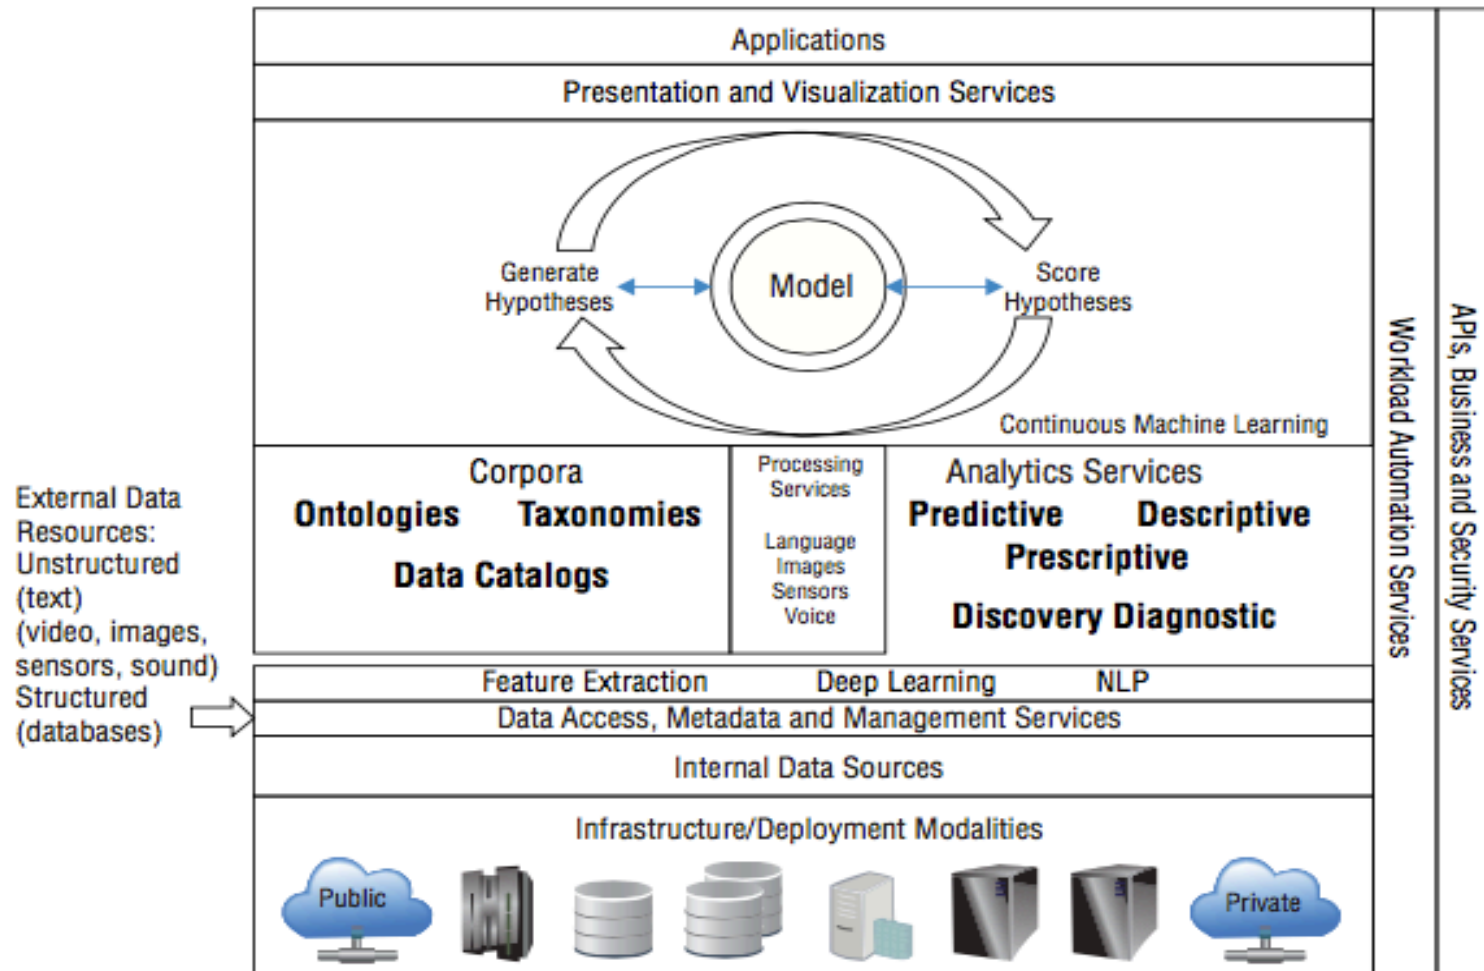 Applications
Presentation and Visualization Services
Generate
Hypotheses
Model
Score
Hypotheses
Continuous Machine Learning
Corpora
Ontologies Taxonomies
Data Catalogs
Processing
Services
Language
Images
Sensors
Voice
Analytics Services
Predictive Descriptive
Prescriptive
Discovery Diagnostic
External Data
Resources:
Unstructured
(text)
(video, images,
sensors, sound)
Structured
(databases)
Feature Extraction Deep Learning NLP
Data Access, Metadata and Management Services
Internal Data Sources
Infrastructure/Deployment Modalities
Public
Private
Workload Automation Services
APIs, Business and Security Services